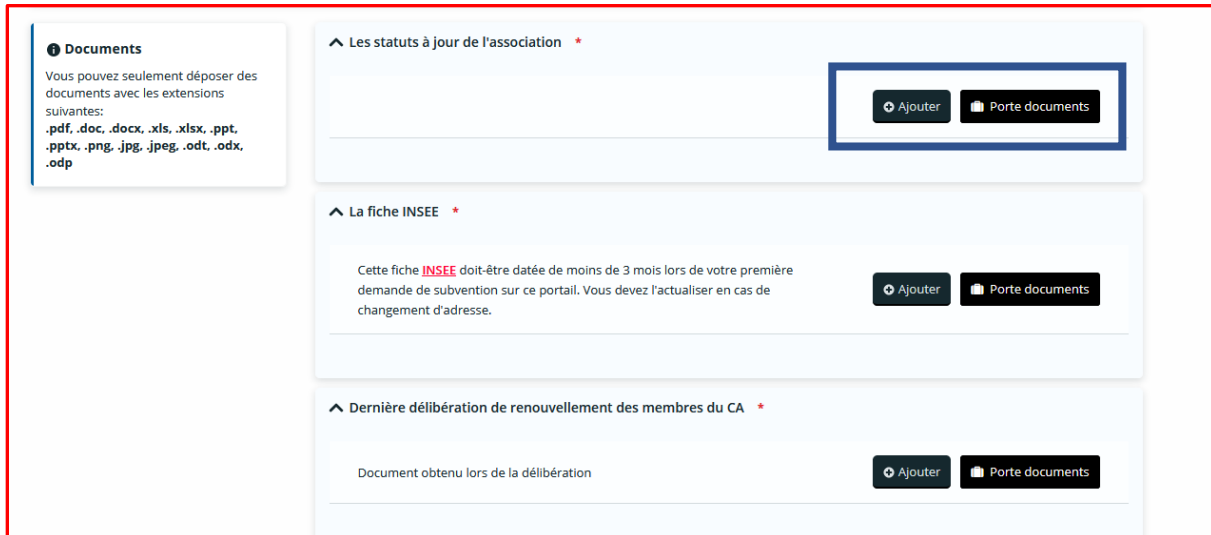 Documents
Vous pouvez seulement déposer des
documents avec les extensions
suivantes:
.pdf, .doc, .docx, .xls, .xlsx, .ppt,
.pptx, .png, .jpg, .jpeg, .odt, .odx,
.odp
Les statuts à jour de l'association *
Ajouter
Porte documents
La fiche INSEE *
Cette fiche INSEE doit-être datée de moins de 3 mois lors de votre première
demande de subvention sur ce portail. Vous devez l'actualiser en cas de
changement d'adresse.
Ajouter
Porte documents
Dernière délibération de renouvellement des membres du CA *
Document obtenu lors de la délibération
Ajouter
Porte documents